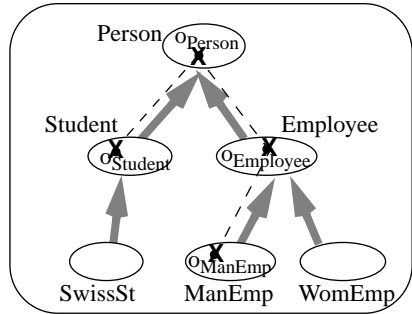 Person
oPerson
Student
Employee
oStudent
oEmployee
oManEmp
SwissSt
ManEmp
WomEmp